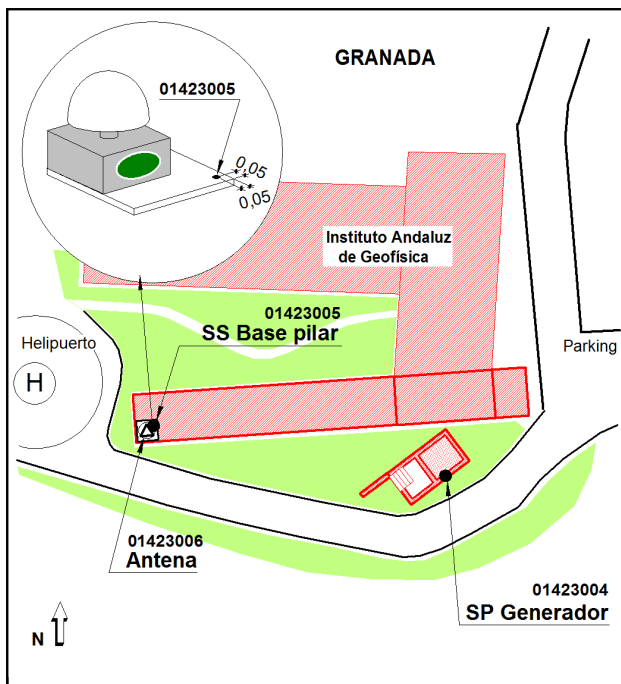 GRANADA
01423005
0,05
0,05
Instituto Andaluz
de Geofísica
01423005
SS Base pilar
Helipuerto
H
Parking
01423006
Antena
01423004
SP Generador
N